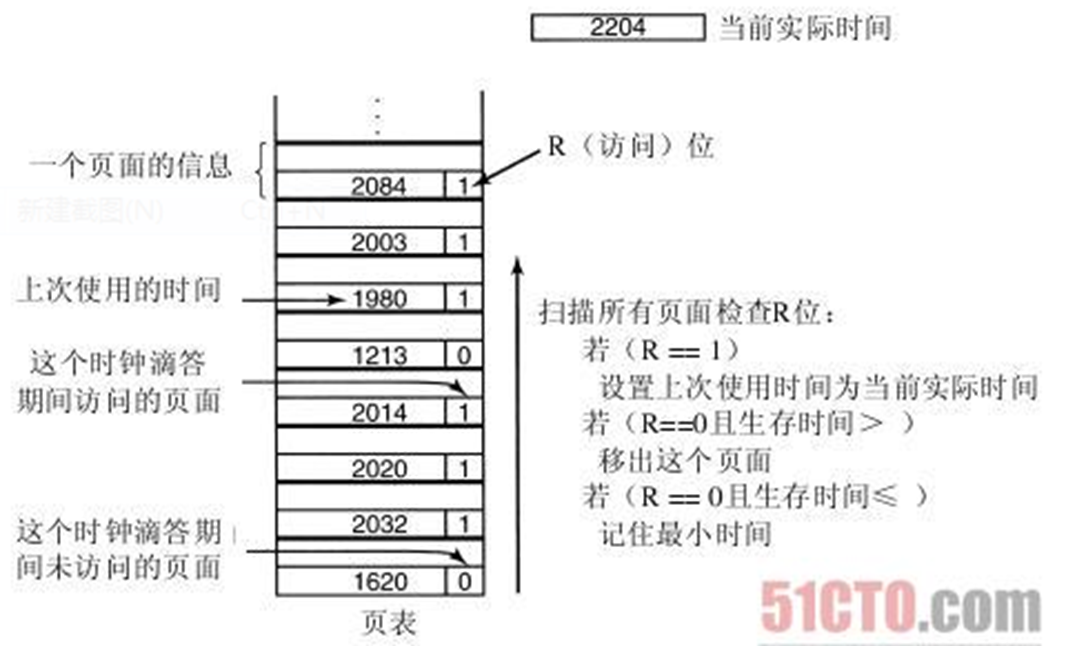 2204 当前实际时间
R（访问）位
一个页面的信息
2084 1
新建截图(N) Ctrl+N
2003 1
上次使用的时间
1980 1
1213 0
这个时钟滴答
期间访问的页面
2014 1
2020 1
2032 1
这个时钟滴答期
间未访问的页面
1620 0
页表
扫描所有页面检查R位：
若（R == 1）
设置上次使用时间为当前实际时间
若（R==0且生存时间＞ ）
移出这个页面
若（R == 0且生存时间≤ ）
记住最小时间
51CTO.com